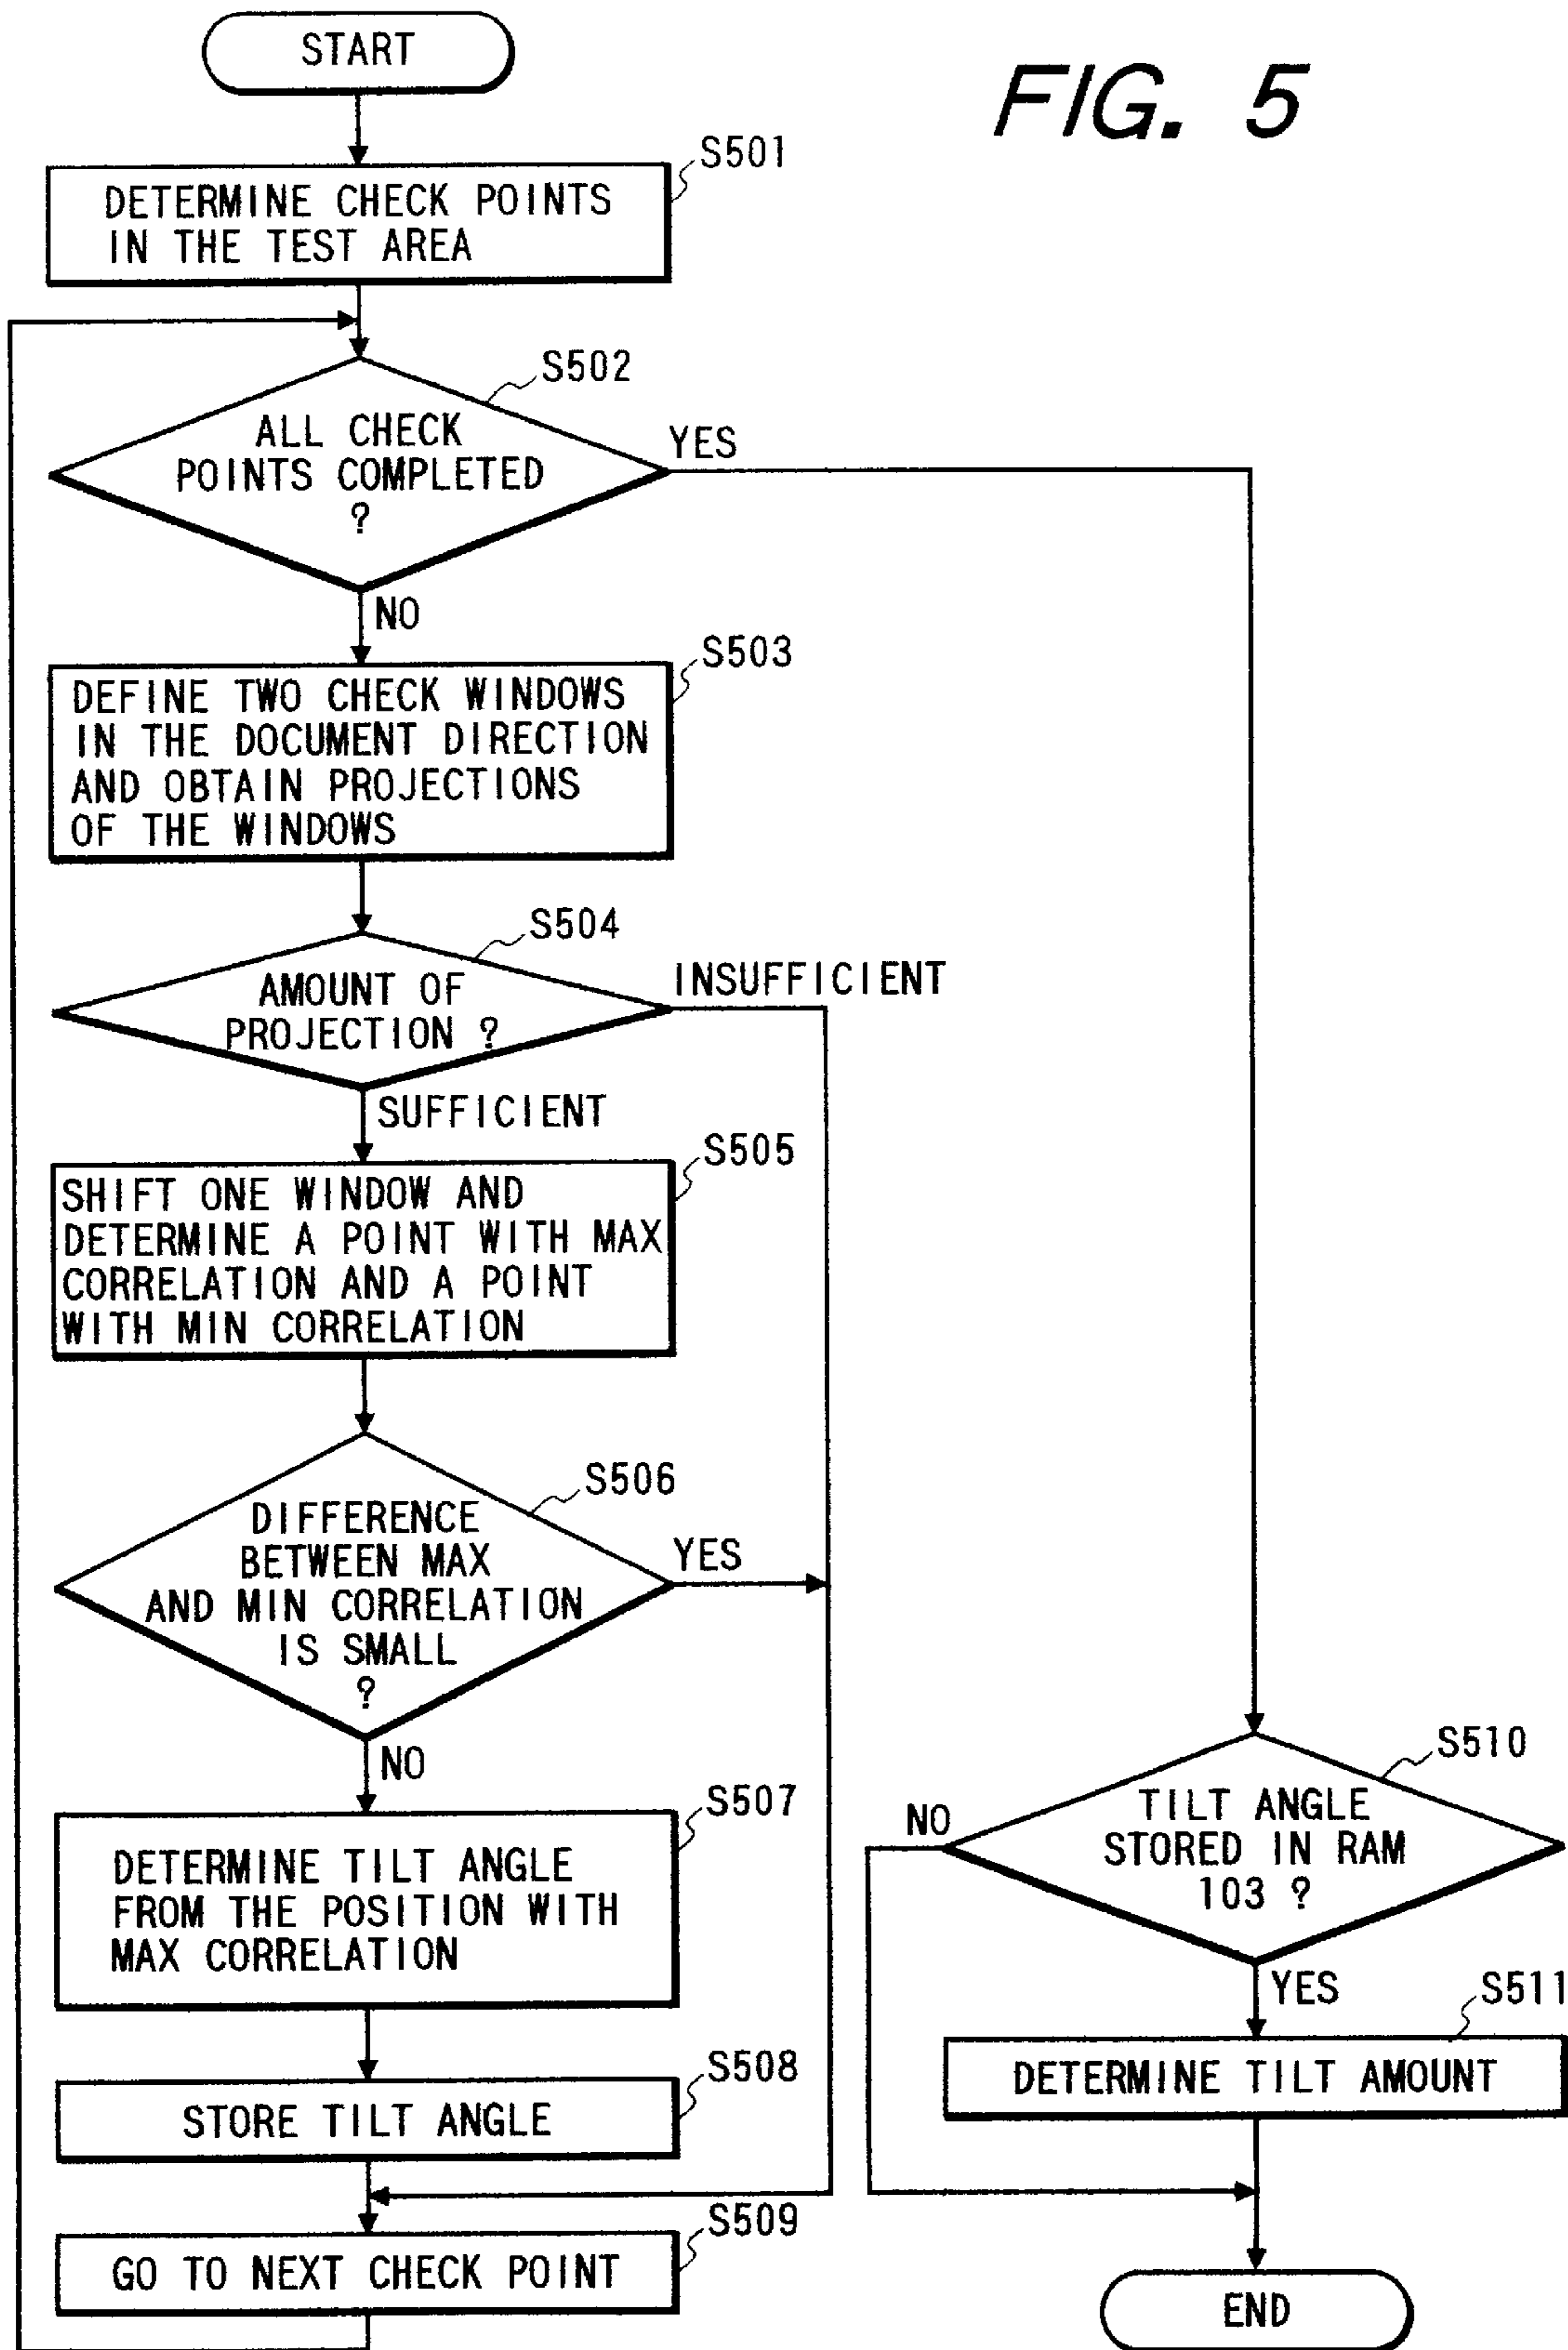 START
FIG. 5
S501
DETERMINE CHECK POINTS
IN THE TEST AREA
S502
ALL CHECK
POINTS COMPLETED
?
YES
NO
S503
DEFINE TWO CHECK WINDOWS
IN THE DOCUMENT DIRECTION
AND OBTAIN PROJECTIONS
OF THE WINDOWS
S504
AMOUNT OF
PROJECTION ?
INSUFFICIENT
SUFFICIENT
S505
SHIFT ONE WINDOW AND
DETERMINE A POINT WITH MAX
CORRELATION AND A POINT
WITH MIN CORRELATION
S506
DIFFERENCE
BETWEEN MAX
AND MIN CORRELATION
IS SMALL
?
YES
NO
S507
DETERMINE TILT ANGLE
FROM THE POSITION WITH
MAX CORRELATION
S508
STORE TILT ANGLE
S509
GO TO NEXT CHECK POINT
S510
TILT ANGLE
STORED IN RAM
103 ?
NO
YES
S511
DETERMINE TILT AMOUNT
END